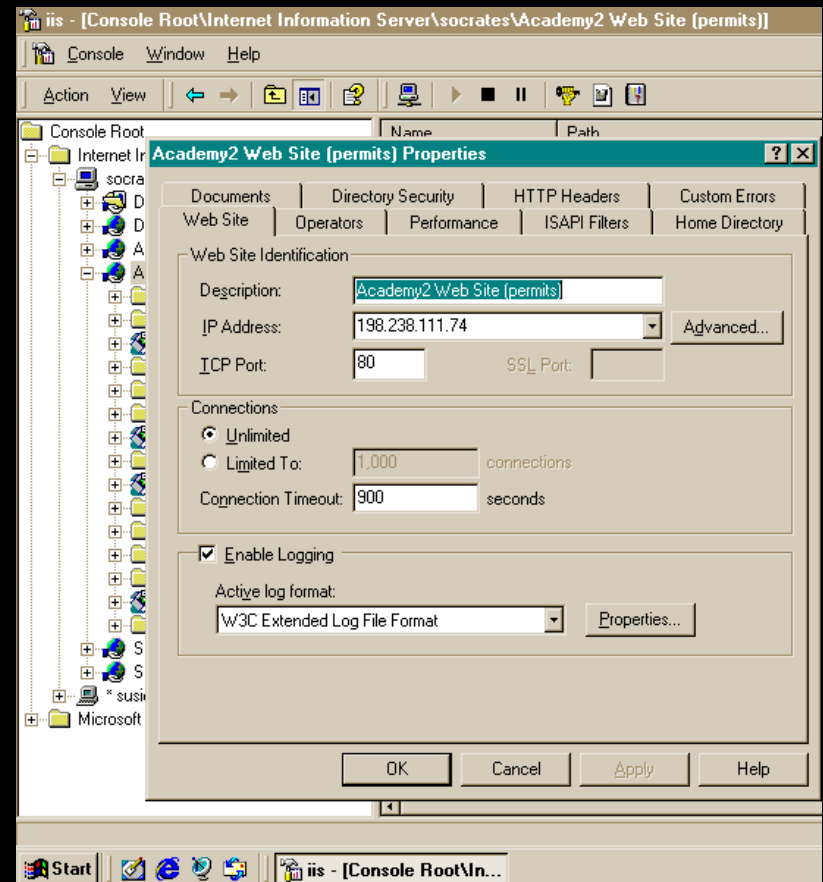 iis - [Console Root\Internet Information Server\socrates\Academy2 Web Site (permits)]
Console Window Help
Action View
Console Root
Name Path
Internet Ir
socra
D
D
A
A
S
S
* susi
Microsoft
Academy2 Web Site (permits) Properties
Documents Directory Security HTTP Headers Custom Errors
Web Site Operators Performance ISAPI Filters Home Directory
Web Site Identification
Description: Academy2 Web Site (permits)
IP Address: 198.238.111.74 Advanced...
TCP Port: 80 SSL Port:
Connections
Unlimited
Limited To: 1,000 connections
Connection Timeout: 900 seconds
Enable Logging
Active log format:
W3C Extended Log File Format Properties...
OK Cancel Apply Help
Start iis - [Console Root\In...